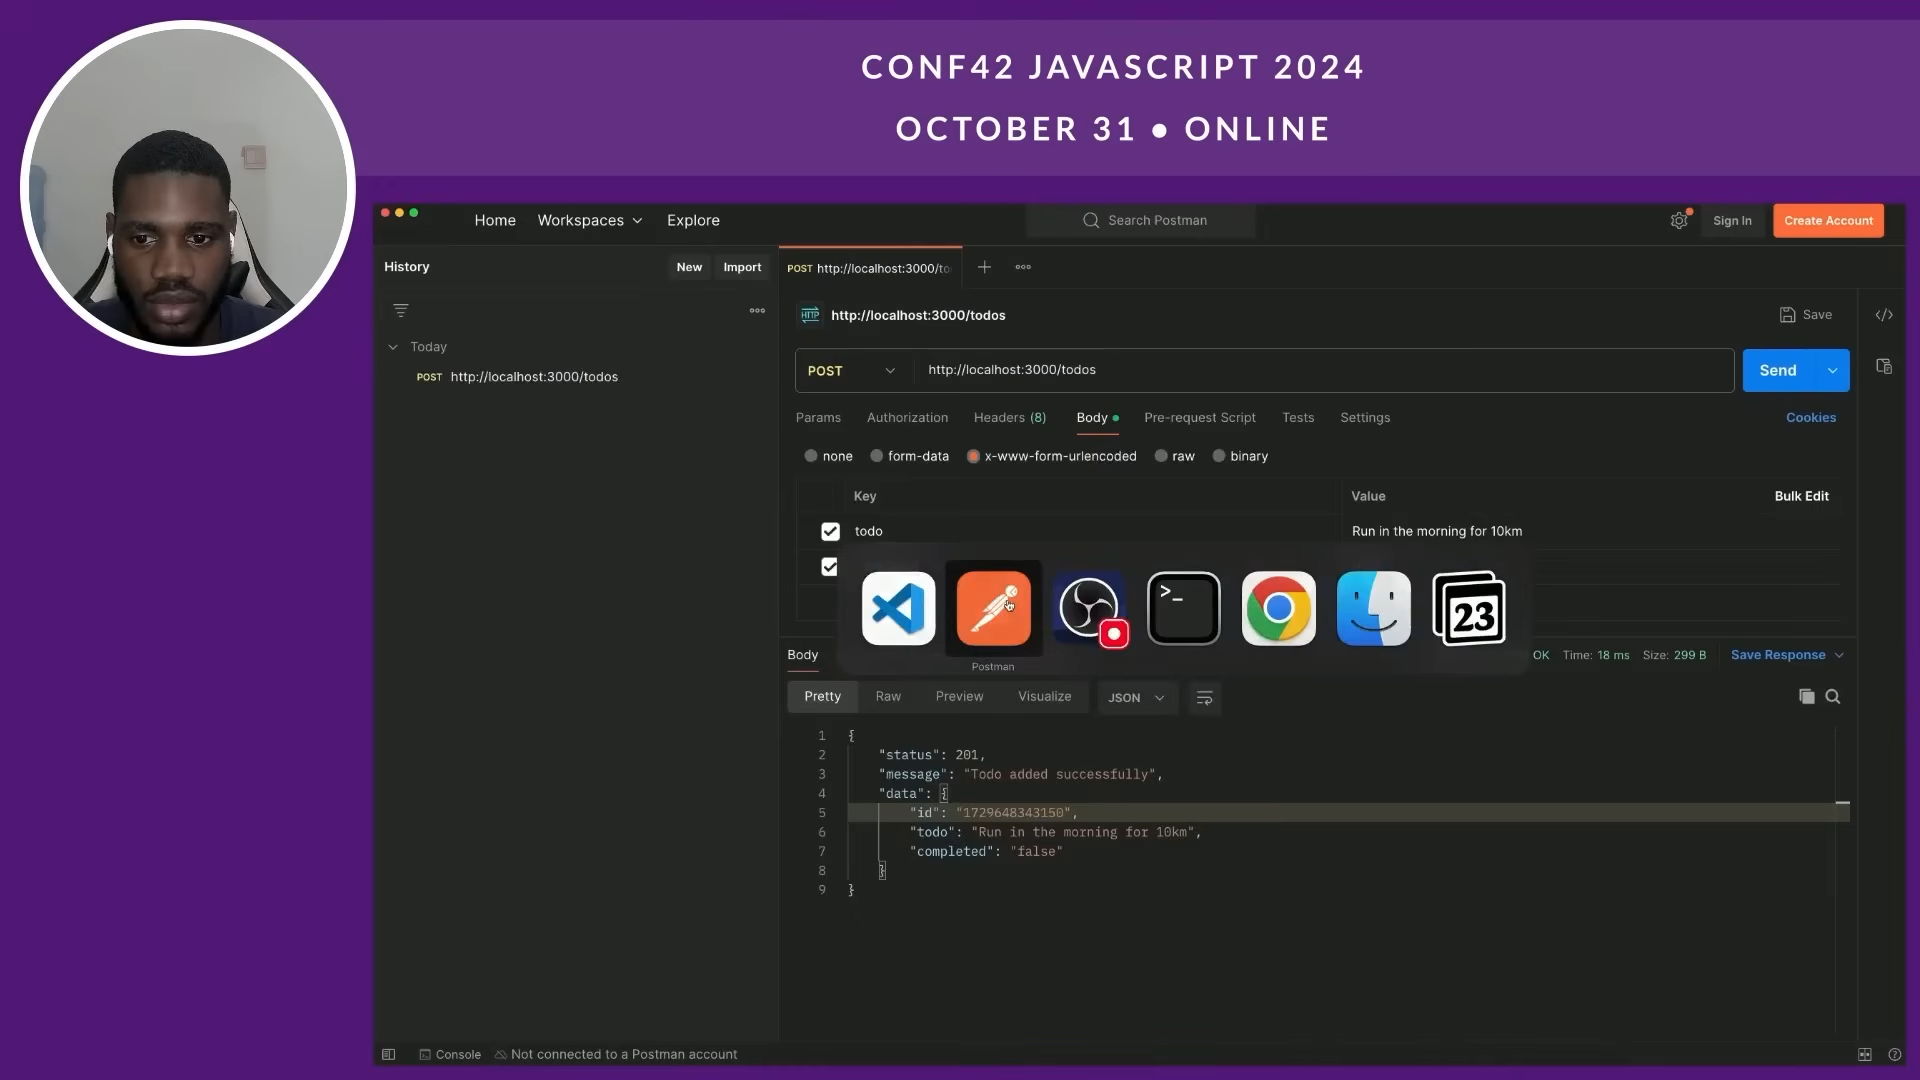 CONF42 JAVASCRIPT 2024
OCTOBER 31 • ONLINE
Home Workspaces Explore
Search Postman
Sign In
Create Account
History
New
Import
POST http://localhost:3000/to
HTTP http://localhost:3000/todos
Save
</>
Today
POST http://localhost:3000/todos
POST
http://localhost:3000/todos
Send
Params Authorization Headers (8) Body Pre-request Script Tests Settings
Cookies
none form-data x-www-form-urlencoded raw binary
Key Value Bulk Edit
todo Run in the morning for 10km
>_
23
Postman
Body
OK Time: 18 ms Size: 299 B Save Response
Pretty Raw Preview Visualize JSON
1 {
2 "status": 201,
3 "message": "Todo added successfully",
4 "data": {
5 "id": "1729648343150",
6 "todo": "Run in the morning for 10km",
7 "completed": "false"
8 }
9 }
Console
Not connected to a Postman account